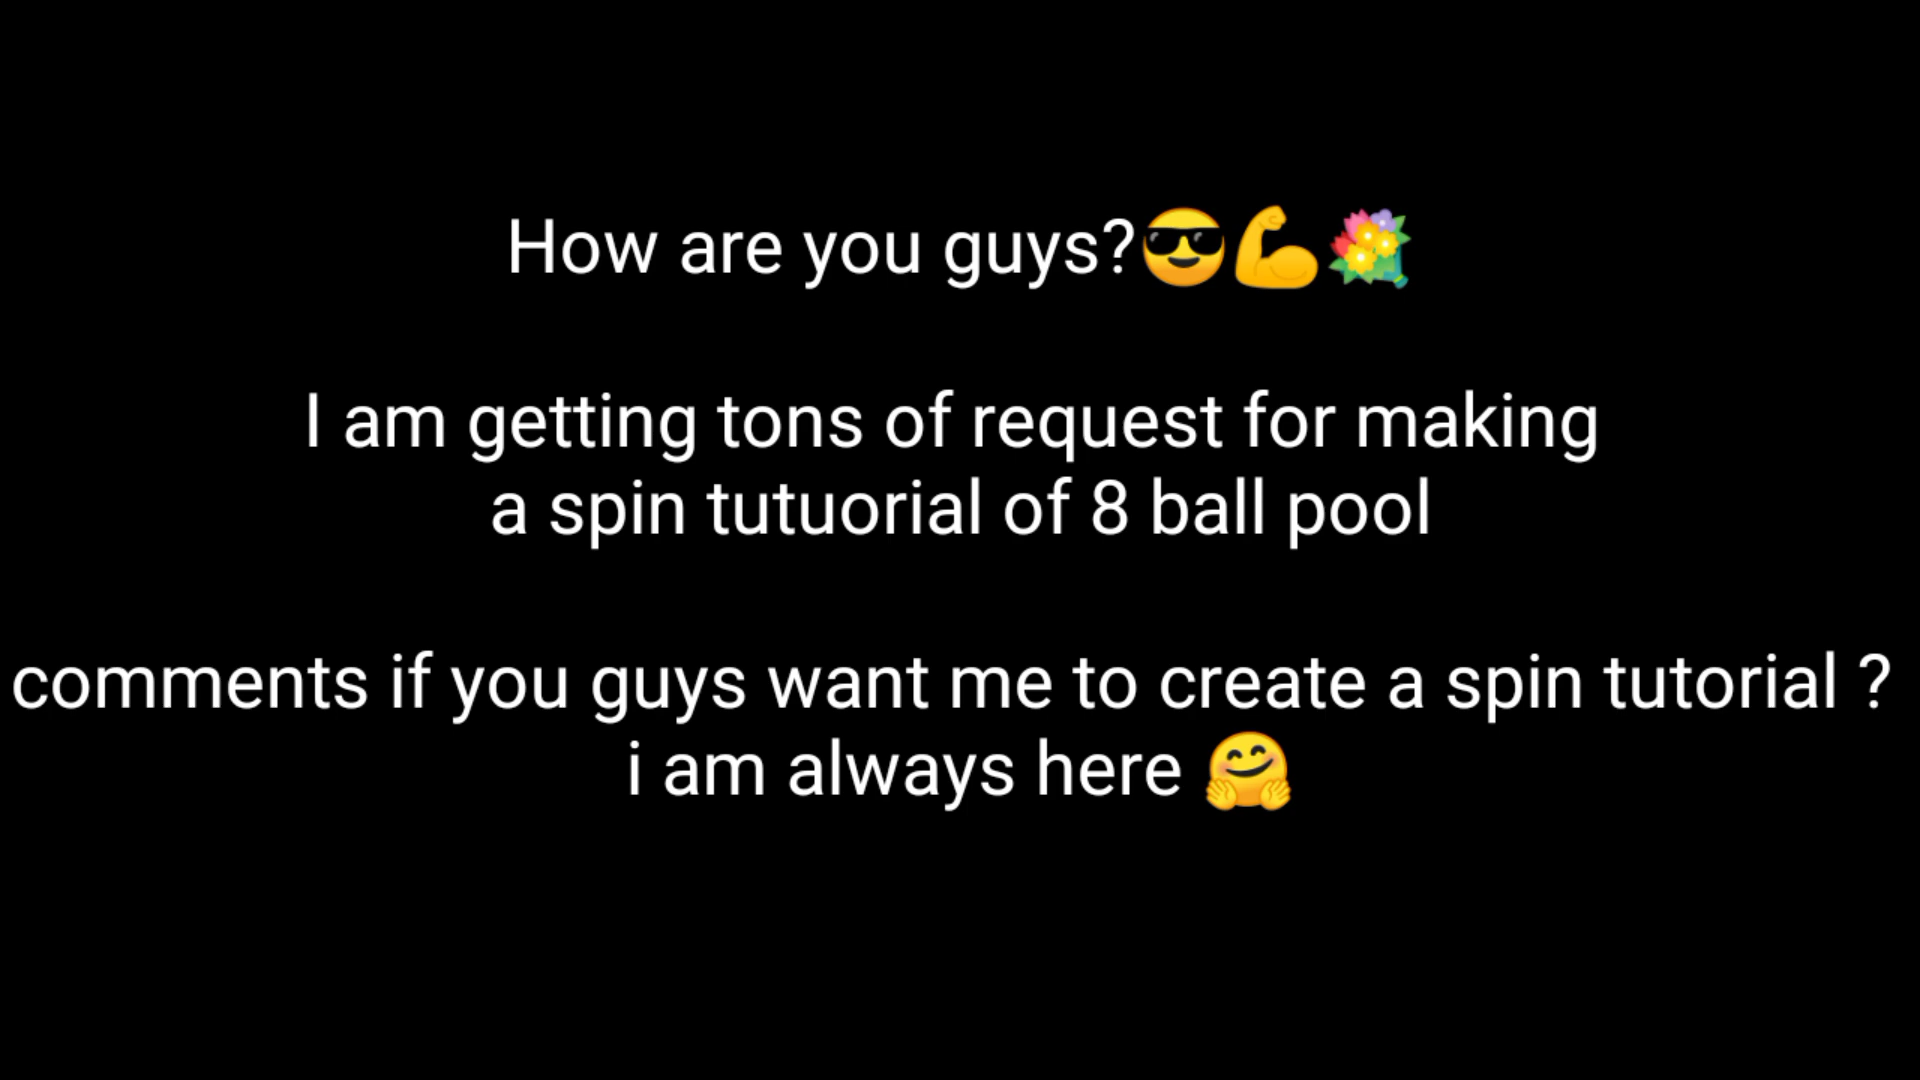 How are you guys?😎💪💐
I am getting tons of request for making
a spin tutuorial of 8 ball pool
comments if you guys want me to create a spin tutorial ?
i am always here 🤗